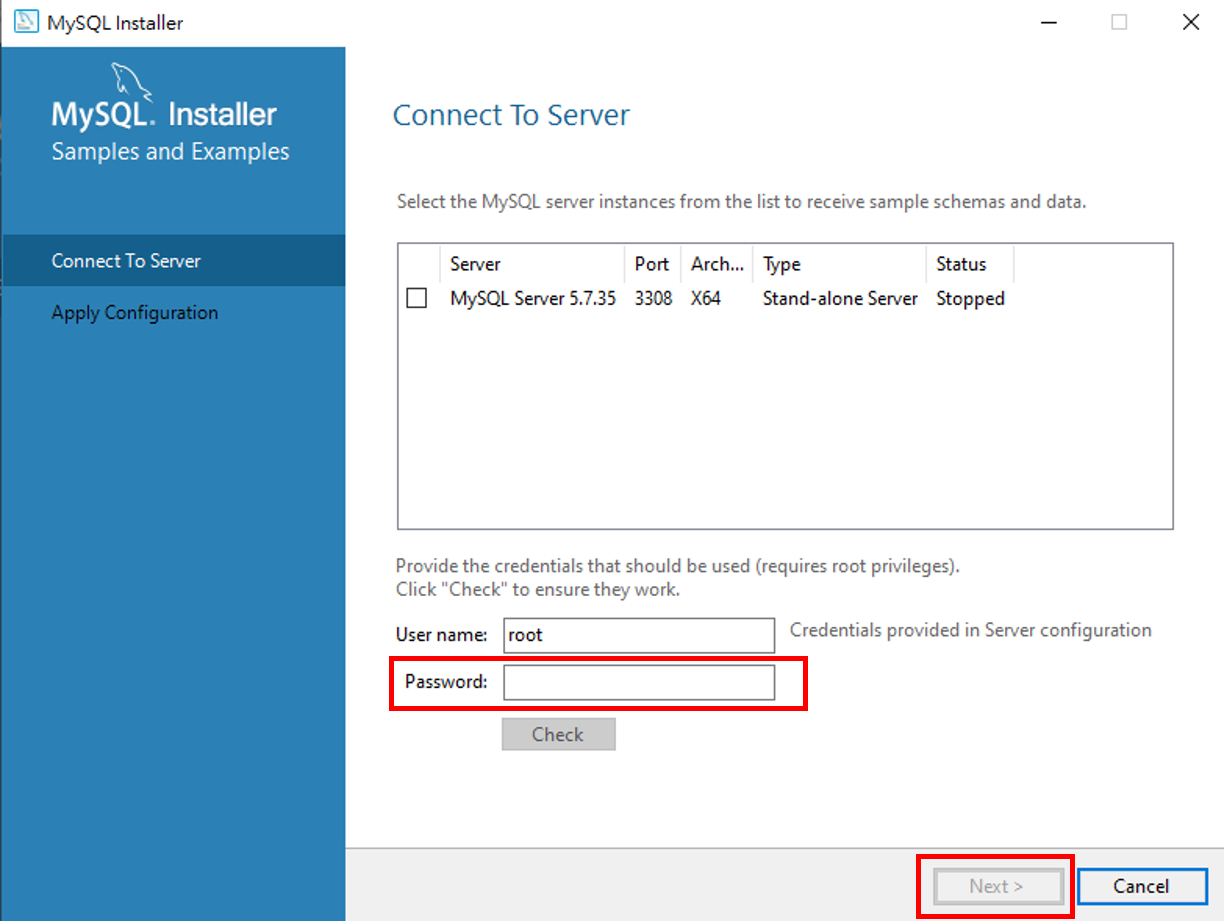 MySQL Installer
MySQL. Installer
Samples and Examples
Connect To Server
Apply Configuration
Connect To Server
Select the MySQL server instances from the list to receive sample schemas and data.
Server Port Arch... Type Status
MySQL Server 5.7.35 3308 X64 Stand-alone Server Stopped
Provide the credentials that should be used (requires root privileges).
Click "Check" to ensure they work.
User name: root Credentials provided in Server configuration
Password:
Check
Next > Cancel